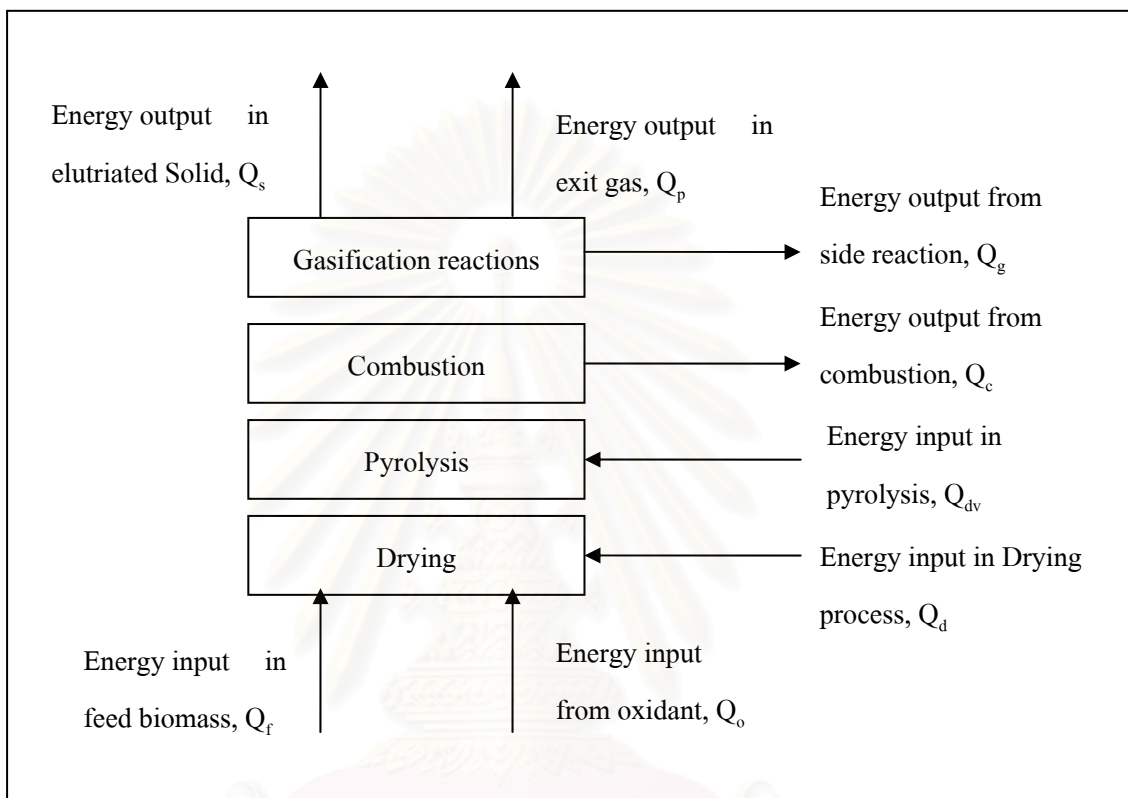 Energy output in
elutriated Solid, Qs
Energy output in
exit gas, Qp
Energy output from
side reaction, Qg
Gasification reactions
Energy output from
combustion, Qc
Combustion
Energy input in
pyrolysis, Qdv
Pyrolysis
Energy input in Drying
process, Qd
Drying
Energy input in
feed biomass, Qf
Energy input
from oxidant, Qo